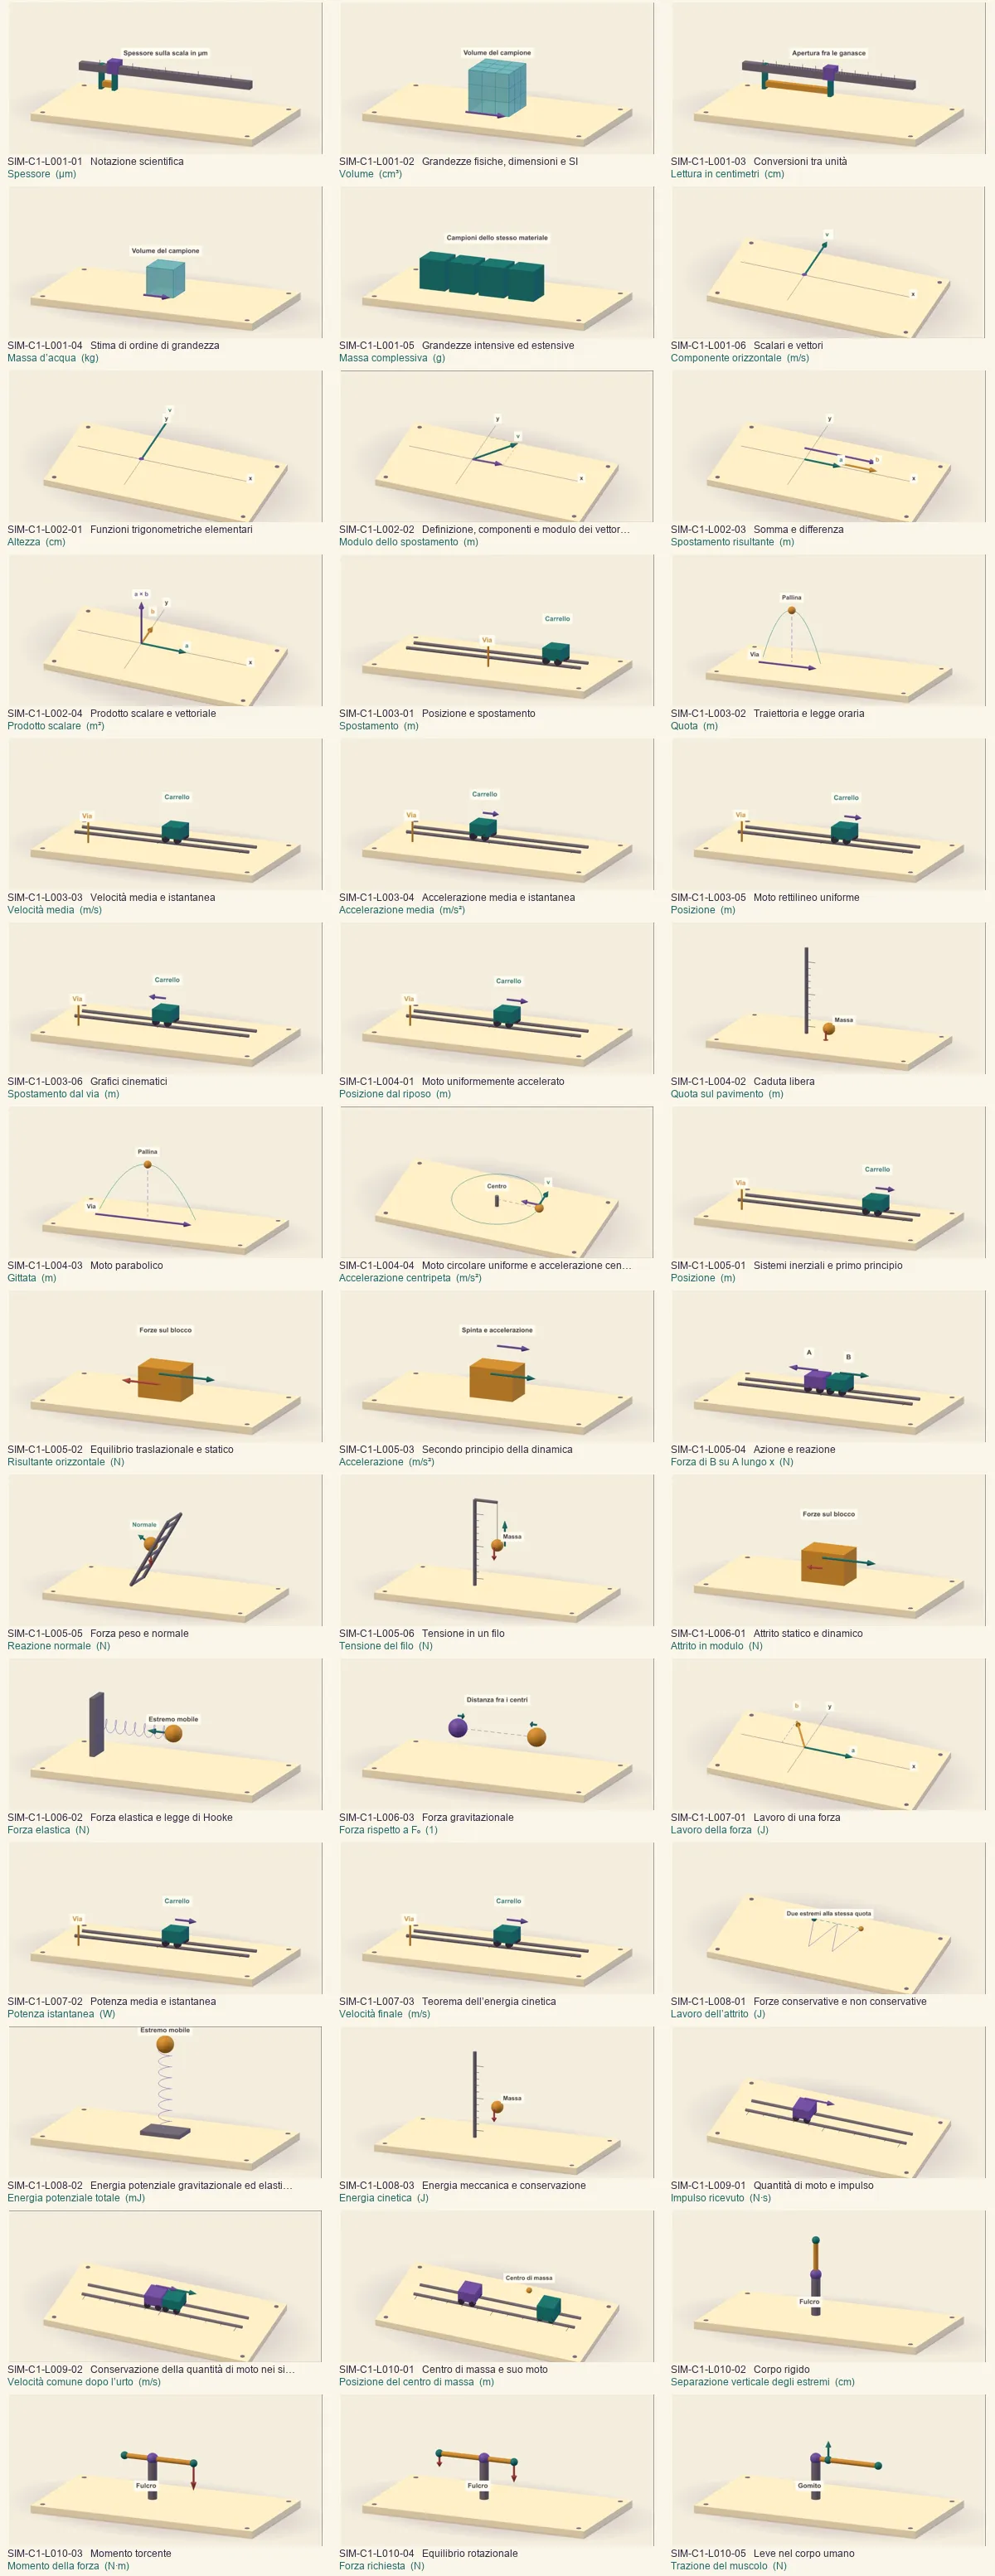 Spessore sulla scala in µm
Volume del campione
Apertura fra le ganasce
SIM-C1-L001-01 Notazione scientifica
Spessore (µm)
SIM-C1-L001-02 Grandezze fisiche, dimensioni e SI
Volume (cm³)
SIM-C1-L001-03 Conversioni tra unità
Lettura in centimetri (cm)
Volume del campione
Campioni dello stesso materiale
v
x
SIM-C1-L001-04 Stima di ordine di grandezza
Massa d'acqua (kg)
SIM-C1-L001-05 Grandezze intensive ed estensive
Massa complessiva (g)
SIM-C1-L001-06 Scalari e vettori
Componente orizzontale (m/s)
v
y
x
y
v
x
y
a
b
x
SIM-C1-L002-01 Funzioni trigonometriche elementari
Altezza (cm)
SIM-C1-L002-02 Definizione, componenti e modulo dei vettor…
Modulo dello spostamento (m)
SIM-C1-L002-03 Somma e differenza
Spostamento risultante (m)
a × b
b
y
a
x
Via
Carrello
Pallina
Via
SIM-C1-L002-04 Prodotto scalare e vettoriale
Prodotto scalare (m²)
SIM-C1-L003-01 Posizione e spostamento
Spostamento (m)
SIM-C1-L003-02 Traiettoria e legge oraria
Quota (m)
Via
Carrello
Via
Carrello
Via
Carrello
SIM-C1-L003-03 Velocità media e istantanea
Velocità media (m/s)
SIM-C1-L003-04 Accelerazione media e istantanea
Accelerazione media (m/s²)
SIM-C1-L003-05 Moto rettilineo uniforme
Posizione (m)
Via
Carrello
Via
Carrello
Massa
SIM-C1-L003-06 Grafici cinematici
Spostamento dal via (m)
SIM-C1-L004-01 Moto uniformemente accelerato
Posizione dal riposo (m)
SIM-C1-L004-02 Caduta libera
Quota sul pavimento (m)
Pallina
Via
Centro
v
Via
Carrello
SIM-C1-L004-03 Moto parabolico
Gittata (m)
SIM-C1-L004-04 Moto circolare uniforme e accelerazione cen…
Accelerazione centripeta (m/s²)
SIM-C1-L005-01 Sistemi inerziali e primo principio
Posizione (m)
Forze sul blocco
Spinta e accelerazione
A
B
SIM-C1-L005-02 Equilibrio traslazionale e statico
Risultante orizzontale (N)
SIM-C1-L005-03 Secondo principio della dinamica
Accelerazione (m/s²)
SIM-C1-L005-04 Azione e reazione
Forza di B su A lungo x (N)
Normale
Massa
Forze sul blocco
SIM-C1-L005-05 Forza peso e normale
Reazione normale (N)
SIM-C1-L005-06 Tensione in un filo
Tensione del filo (N)
SIM-C1-L006-01 Attrito statico e dinamico
Attrito in modulo (N)
Estremo mobile
Distanza fra i centri
b
y
a
x
SIM-C1-L006-02 Forza elastica e legge di Hooke
Forza elastica (N)
SIM-C1-L006-03 Forza gravitazionale
Forza rispetto a F₀ (1)
SIM-C1-L007-01 Lavoro di una forza
Lavoro della forza (J)
Via
Carrello
Via
Carrello
Due estremi alla stessa quota
SIM-C1-L007-02 Potenza media e istantanea
Potenza istantanea (W)
SIM-C1-L007-03 Teorema dell'energia cinetica
Velocità finale (m/s)
SIM-C1-L008-01 Forze conservative e non conservative
Lavoro dell'attrito (J)
Estremo mobile
Massa
SIM-C1-L008-02 Energia potenziale gravitazionale ed elasti…
Energia potenziale totale (mJ)
SIM-C1-L008-03 Energia meccanica e conservazione
Energia cinetica (J)
SIM-C1-L009-01 Quantità di moto e impulso
Impulso ricevuto (N·s)
Centro di massa
Fulcro
SIM-C1-L009-02 Conservazione della quantità di moto nei si…
Velocità comune dopo l'urto (m/s)
SIM-C1-L010-01 Centro di massa e suo moto
Posizione del centro di massa (m)
SIM-C1-L010-02 Corpo rigido
Separazione verticale degli estremi (cm)
Fulcro
Fulcro
Gomito
SIM-C1-L010-03 Momento torcente
Momento della forza (N·m)
SIM-C1-L010-04 Equilibrio rotazionale
Forza richiesta (N)
SIM-C1-L010-05 Leve nel corpo umano
Trazione del muscolo (N)